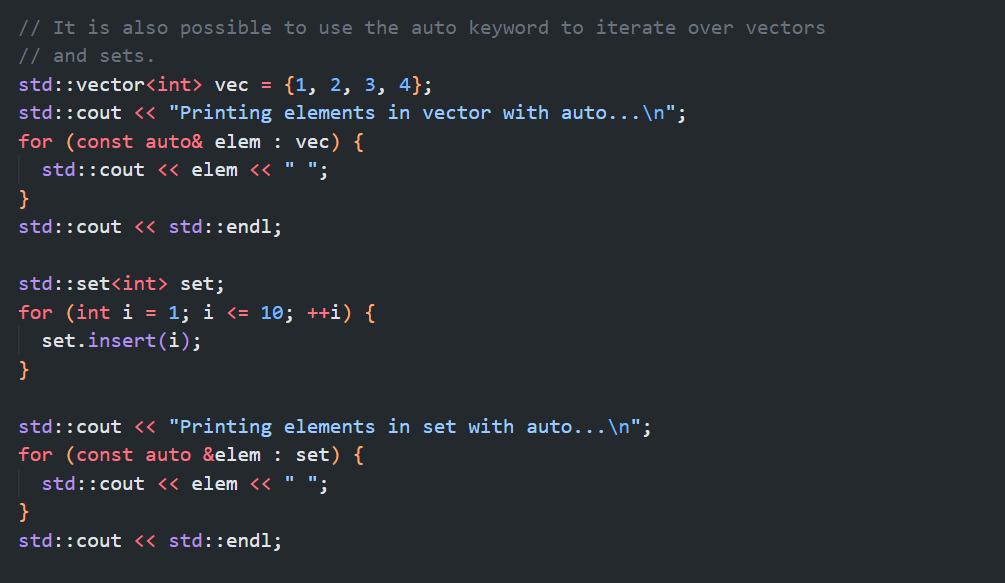 // It is also possible to use the auto keyword to iterate over vectors
// and sets.
std::vector<int> vec = {1, 2, 3, 4};
std::cout << "Printing elements in vector with auto...\n";
for (const auto& elem : vec) {
  std::cout << elem << " ";
}
std::cout << std::endl;

std::set<int> set;
for (int i = 1; i <= 10; ++i) {
  set.insert(i);
}

std::cout << "Printing elements in set with auto...\n";
for (const auto &elem : set) {
  std::cout << elem << " ";
}
std::cout << std::endl;